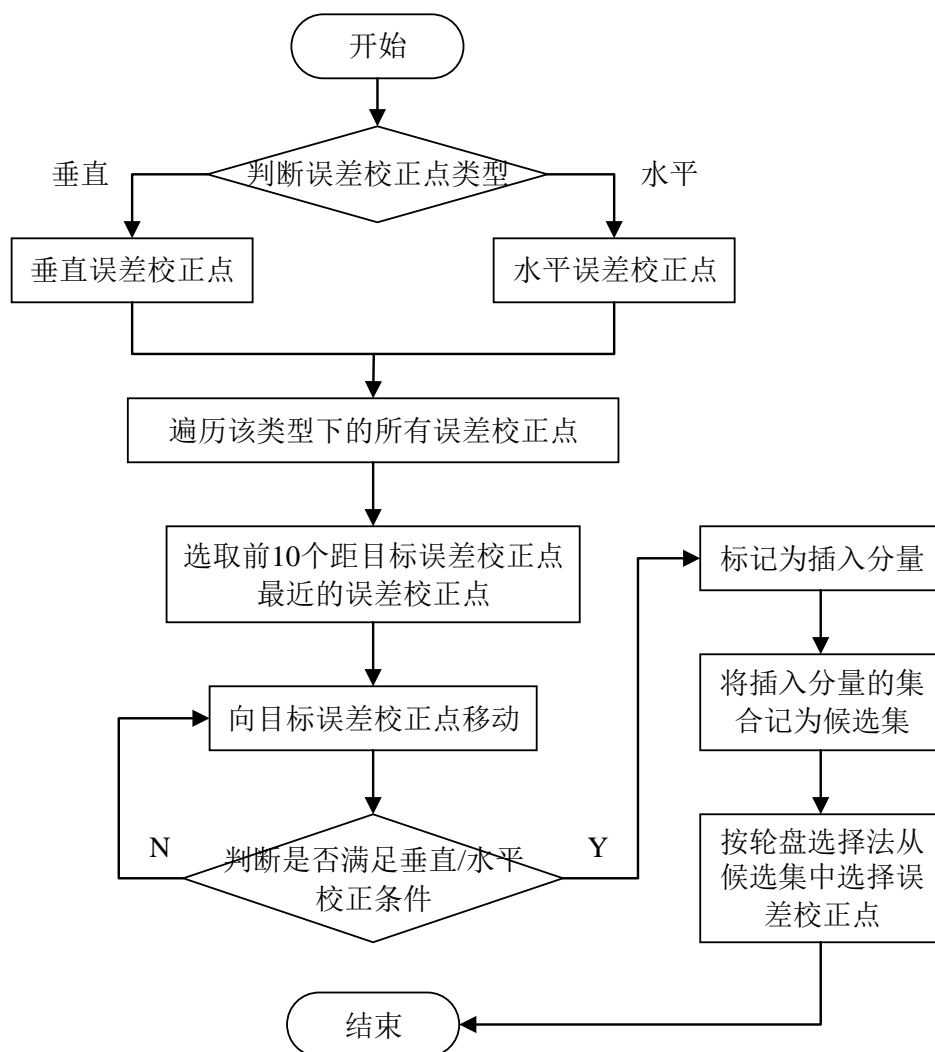 开始
判断误差校正点类型
垂直
水平
垂直误差校正点
水平误差校正点
遍历该类型下的所有误差校正点
选取前10个距目标误差校正点
最近的误差校正点
向目标误差校正点移动
判断是否满足垂直/水平
校正条件
N
Y
标记为插入分量
将插入分量的集
合记为候选集
按轮盘选择法从
候选集中选择误
差校正点
结束